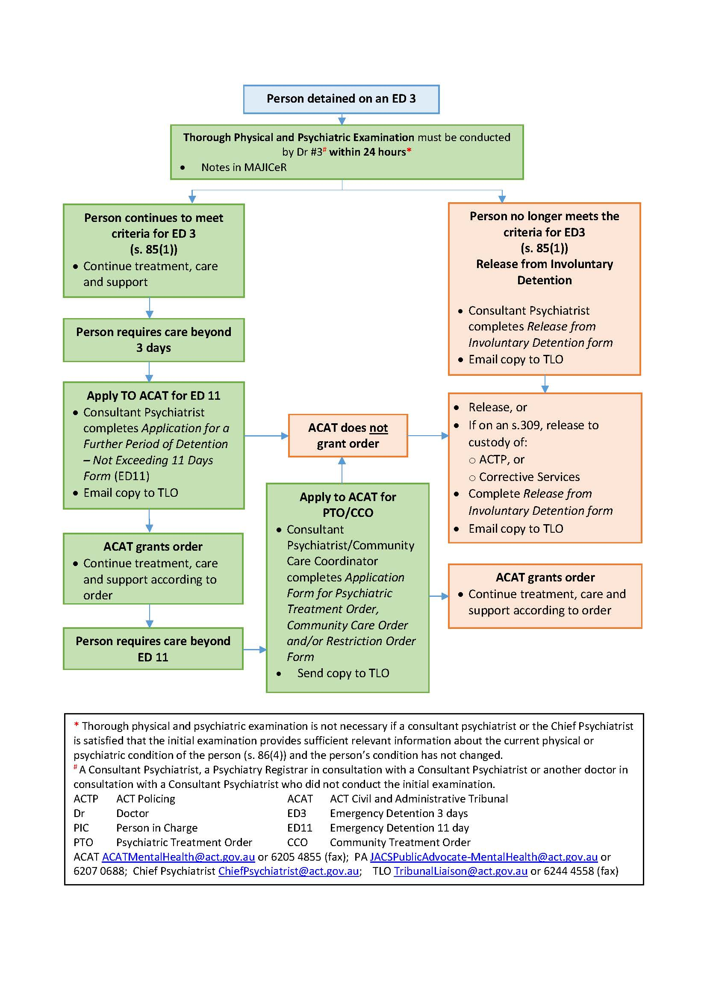 Person detained on an ED 3
Thorough Physical and Psychiatric Examination must be conducted
by Dr #3# within 24 hours*
• Notes in MAJICeR
Person continues to meet
criteria for ED 3
(s. 85(1))
• Continue treatment, care
and support
Person requires care beyond
3 days
Apply TO ACAT for ED 11
• Consultant Psychiatrist
completes Application for a
Further Period of Detention
– Not Exceeding 11 Days
Form (ED11)
• Email copy to TLO
ACAT grants order
• Continue treatment, care
and support according to
order
Person requires care beyond
ED 11
ACAT does not
grant order
Apply to ACAT for
PTO/CCO
• Consultant
Psychiatrist/Community
Care Coordinator
completes Application
Form for Psychiatric
Treatment Order,
Community Care Order
and/or Restriction Order
Form
• Send copy to TLO
Person no longer meets the
criteria for ED3
(s. 85(1))
Release from Involuntary
Detention
• Consultant Psychiatrist
completes Release from
Involuntary Detention form
• Email copy to TLO
• Release, or
• If on an s.309, release to
custody of:
○ ACTP, or
○ Corrective Services
• Complete Release from
Involuntary Detention form
• Email copy to TLO
ACAT grants order
• Continue treatment, care and
support according to order
* Thorough physical and psychiatric examination is not necessary if a consultant psychiatrist or the Chief Psychiatrist
is satisfied that the initial examination provides sufficient relevant information about the current physical or
psychiatric condition of the person (s. 86(4)) and the person's condition has not changed.
# A Consultant Psychiatrist, a Psychiatry Registrar in consultation with a Consultant Psychiatrist or another doctor in
consultation with a Consultant Psychiatrist who did not conduct the initial examination.
ACTP ACT Policing ACAT ACT Civil and Administrative Tribunal
Dr Doctor ED3 Emergency Detention 3 days
PIC Person in Charge ED11 Emergency Detention 11 day
PTO Psychiatric Treatment Order CCO Community Treatment Order
ACAT ACATMentalHealth@act.gov.au or 6205 4855 (fax); PA JACSPublicAdvocate-MentalHealth@act.gov.au or
6207 0688; Chief Psychiatrist ChiefPsychiatrist@act.gov.au; TLO TribunalLiaison@act.gov.au or 6244 4558 (fax)